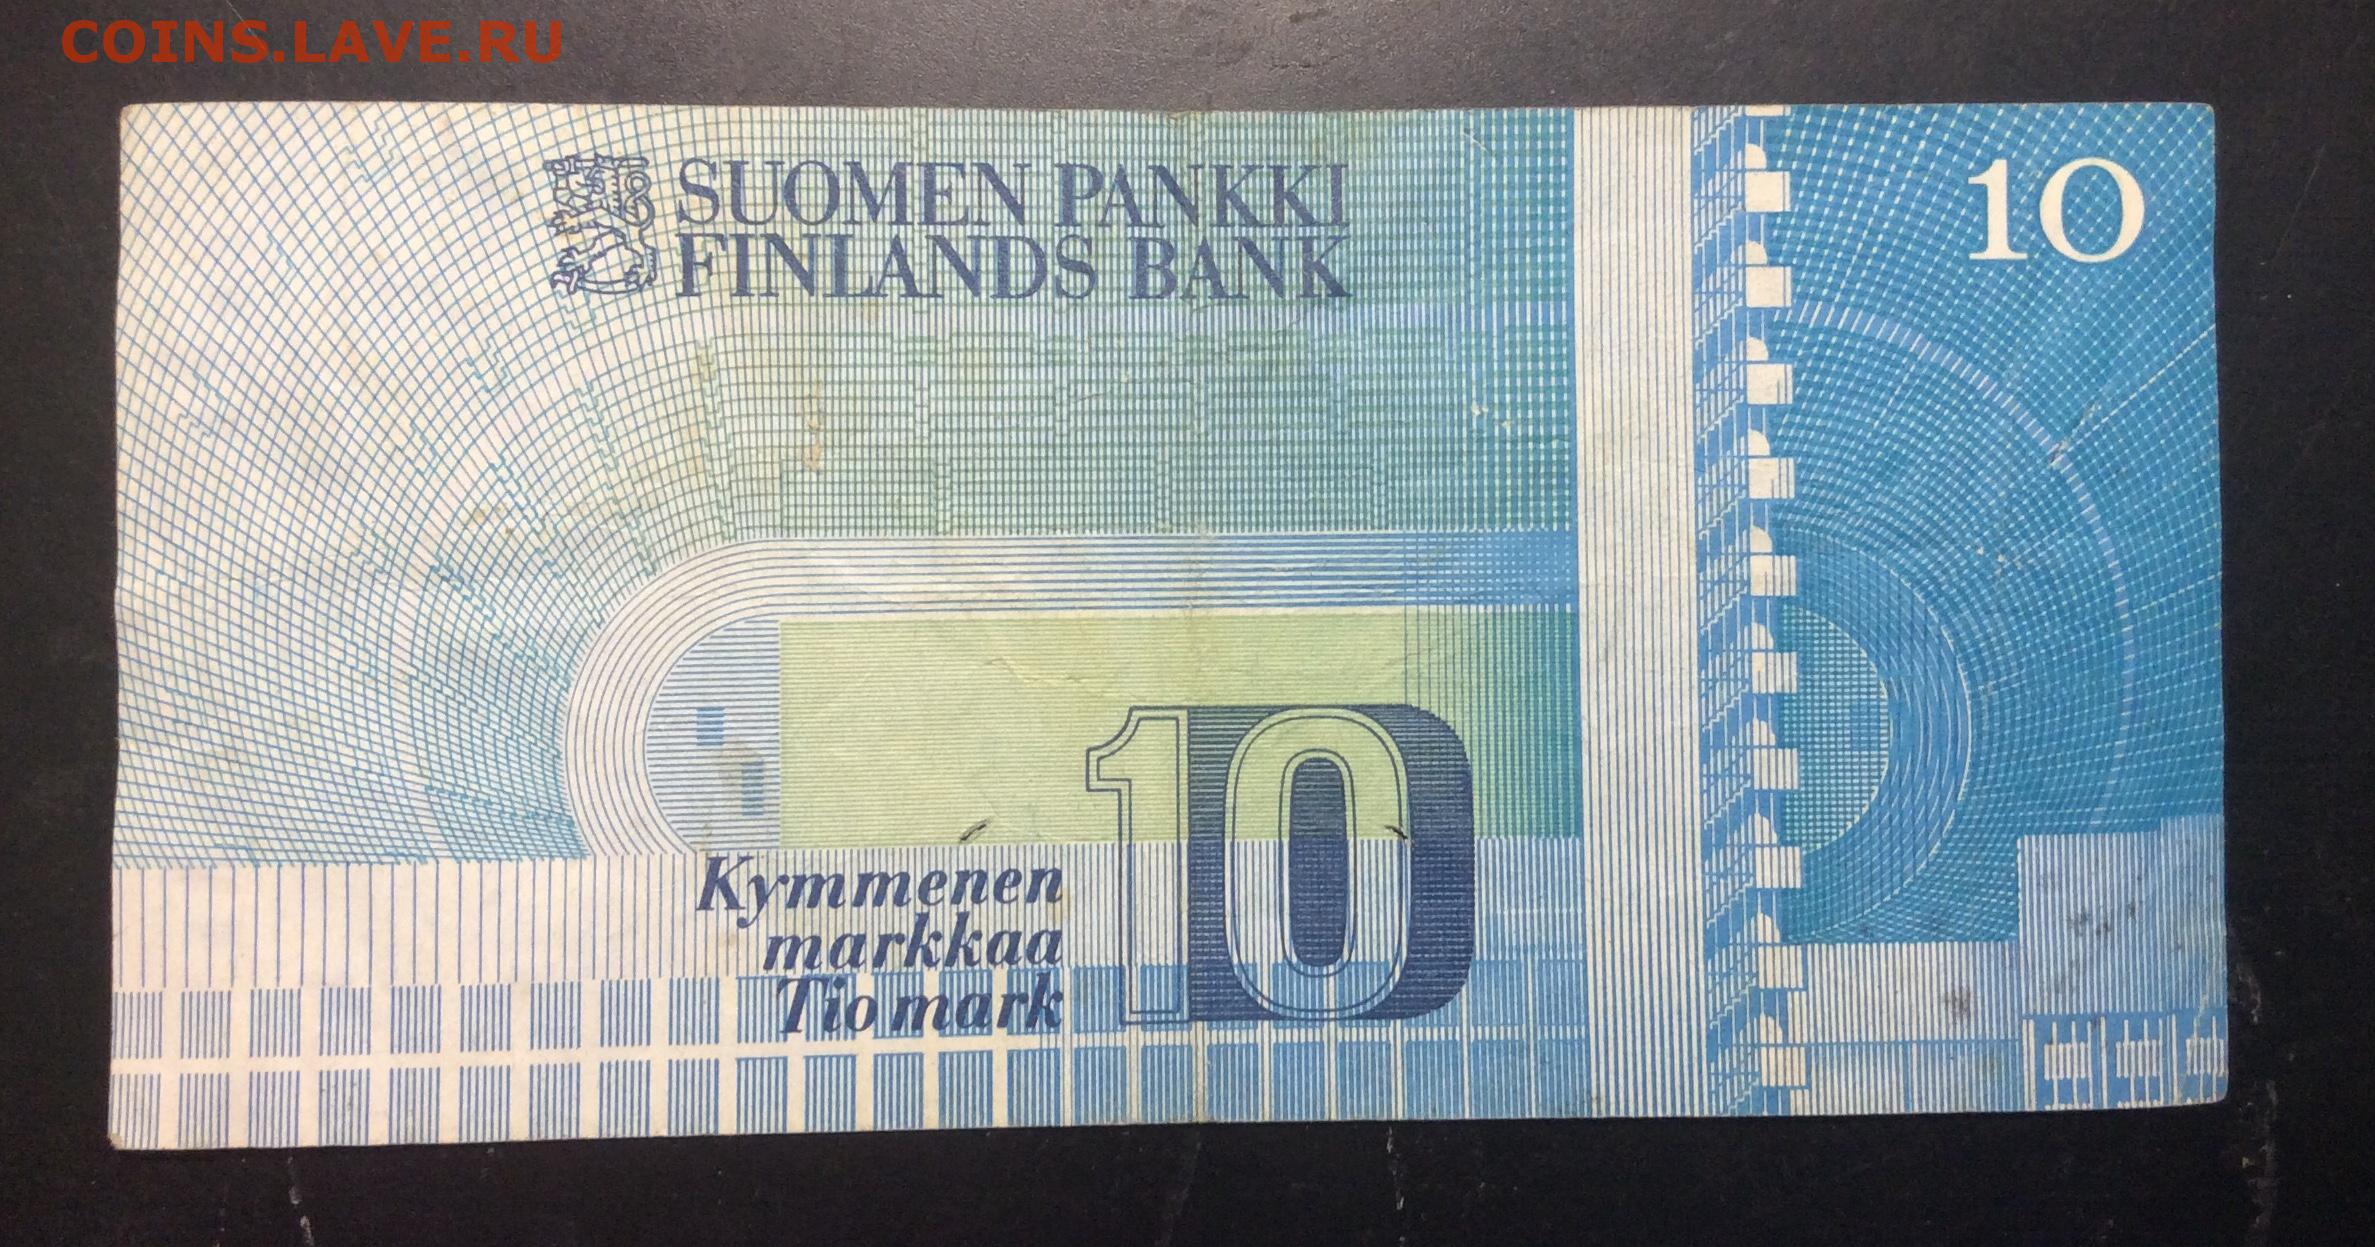 COINS.LAVE.RU
SUOMEN PANKKI
FINLANDS BANK
10
Kymmenen
markkaa
Tio mark
10